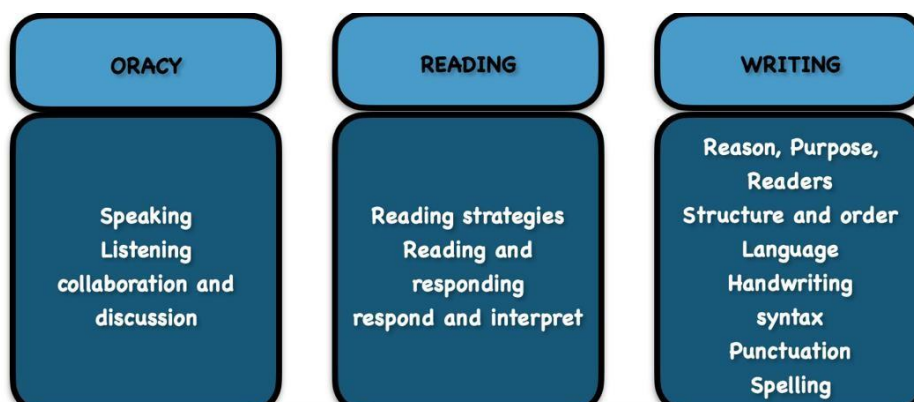 ORACY
Speaking
Listening
collaboration and
discussion
READING
Reading strategies
Reading and
responding
respond and interpret
WRITING
Reason, Purpose,
Readers
Structure and order
Language
Handwriting
syntax
Punctuation
Spelling